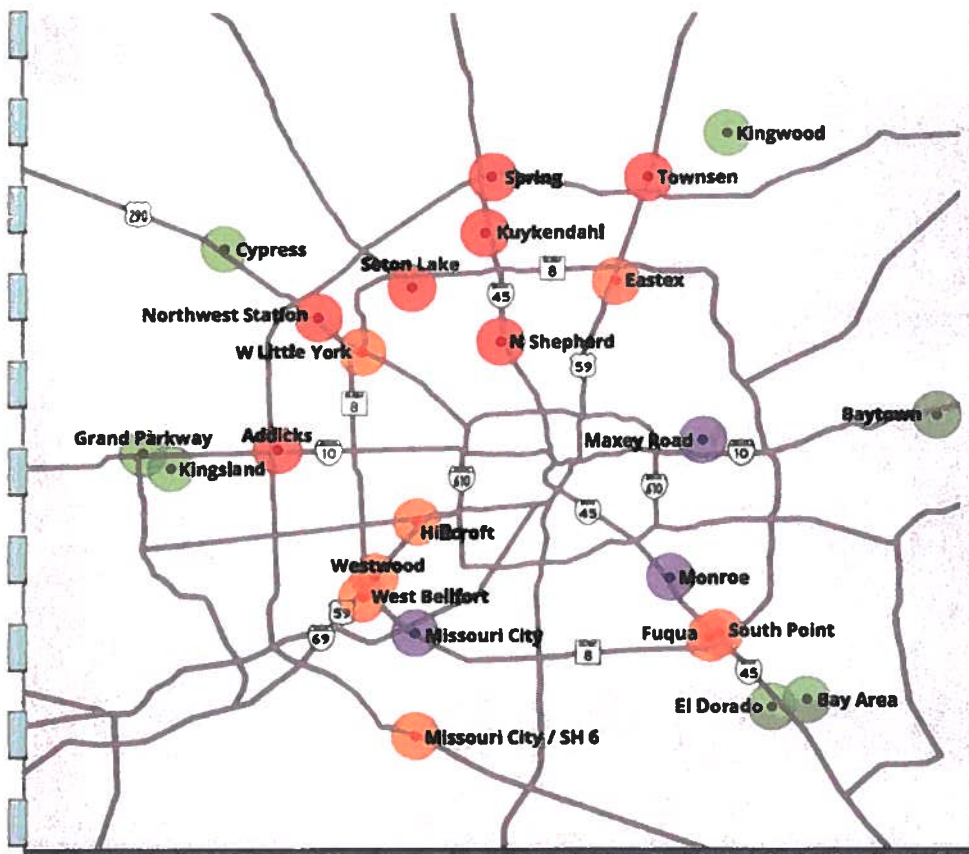 Kingwood
Spring
Townsen
290
Kuykendahl
Cypress
Seton Lake
8
Eastex
45
Northwest Station
N Shepherd
W Little York
59
8
Baytown
Grand Parkway
Addicks
Maxey Road
10
10
Kingsland
610
610
45
Hillcroft
Westwood
Monroe
West Bellfort
59
69
Missouri City
Fuqua
South Point
8
45
El Dorado
Bay Area
Missouri City / SH 6